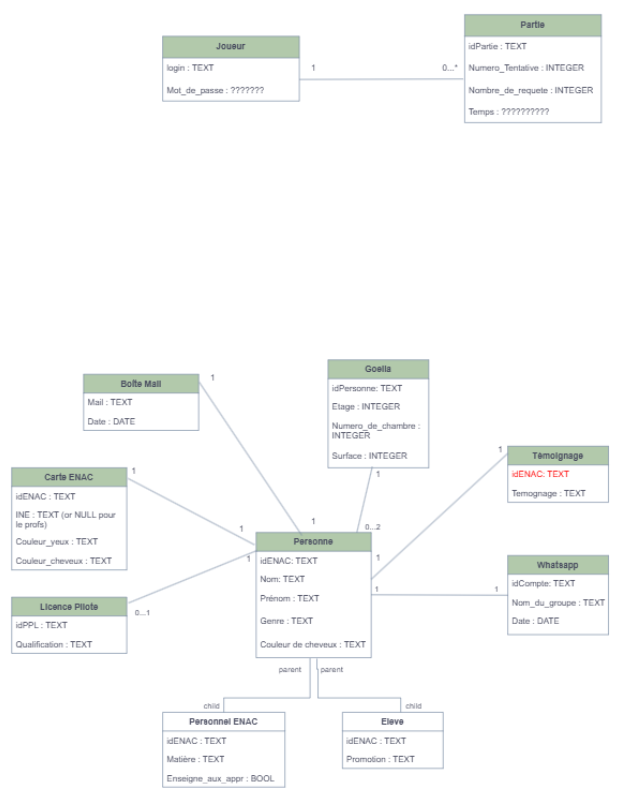 Partie
idPartie : TEXT
Numero_Tentative : INTEGER
Nombre_de_requete : INTEGER
Temps : ??????????
Joueur
login : TEXT
Mot_de_passe : ???????
1
0...*
Boîte Mail
Mail : TEXT
Date : DATE
1
Goelia
idPersonne: TEXT
Etage : INTEGER
Numero_de_chambre :
INTEGER
Surface : INTEGER
1
0...2
Témoignage
idENAC: TEXT
Temognage : TEXT
1
Carte ENAC
idENAC : TEXT
INE : TEXT (or NULL pour
le profs)
Couleur_yeux : TEXT
Couleur_cheveux : TEXT
1
1
1
1
1
Personne
idENAC: TEXT
Nom: TEXT
Prénom : TEXT
Genre : TEXT
Couleur de cheveux : TEXT
1
1
Whatsapp
idCompte: TEXT
Nom_du_groupe : TEXT
Date : DATE
Licence Pilote
idPPL : TEXT
Qualification : TEXT
0...1
parent
parent
child
child
Personnel ENAC
idENAC : TEXT
Matière : TEXT
Enseigne_aux_appr : BOOL
Eleve
idENAC : TEXT
Promotion : TEXT